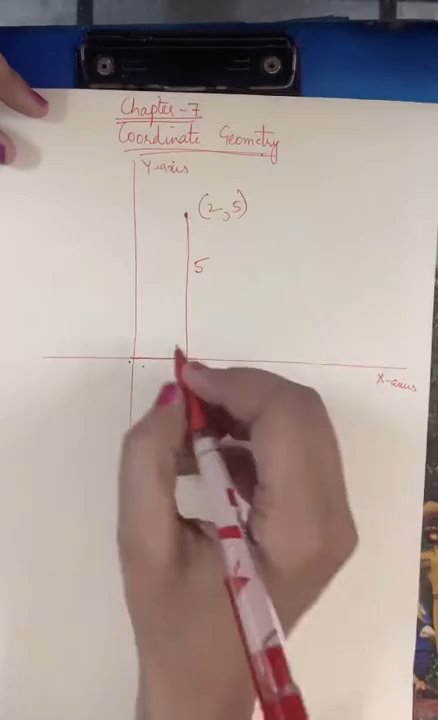 Chapter-7
Coordinate Geometry
Y-axis
(2,5)
5
X-axis